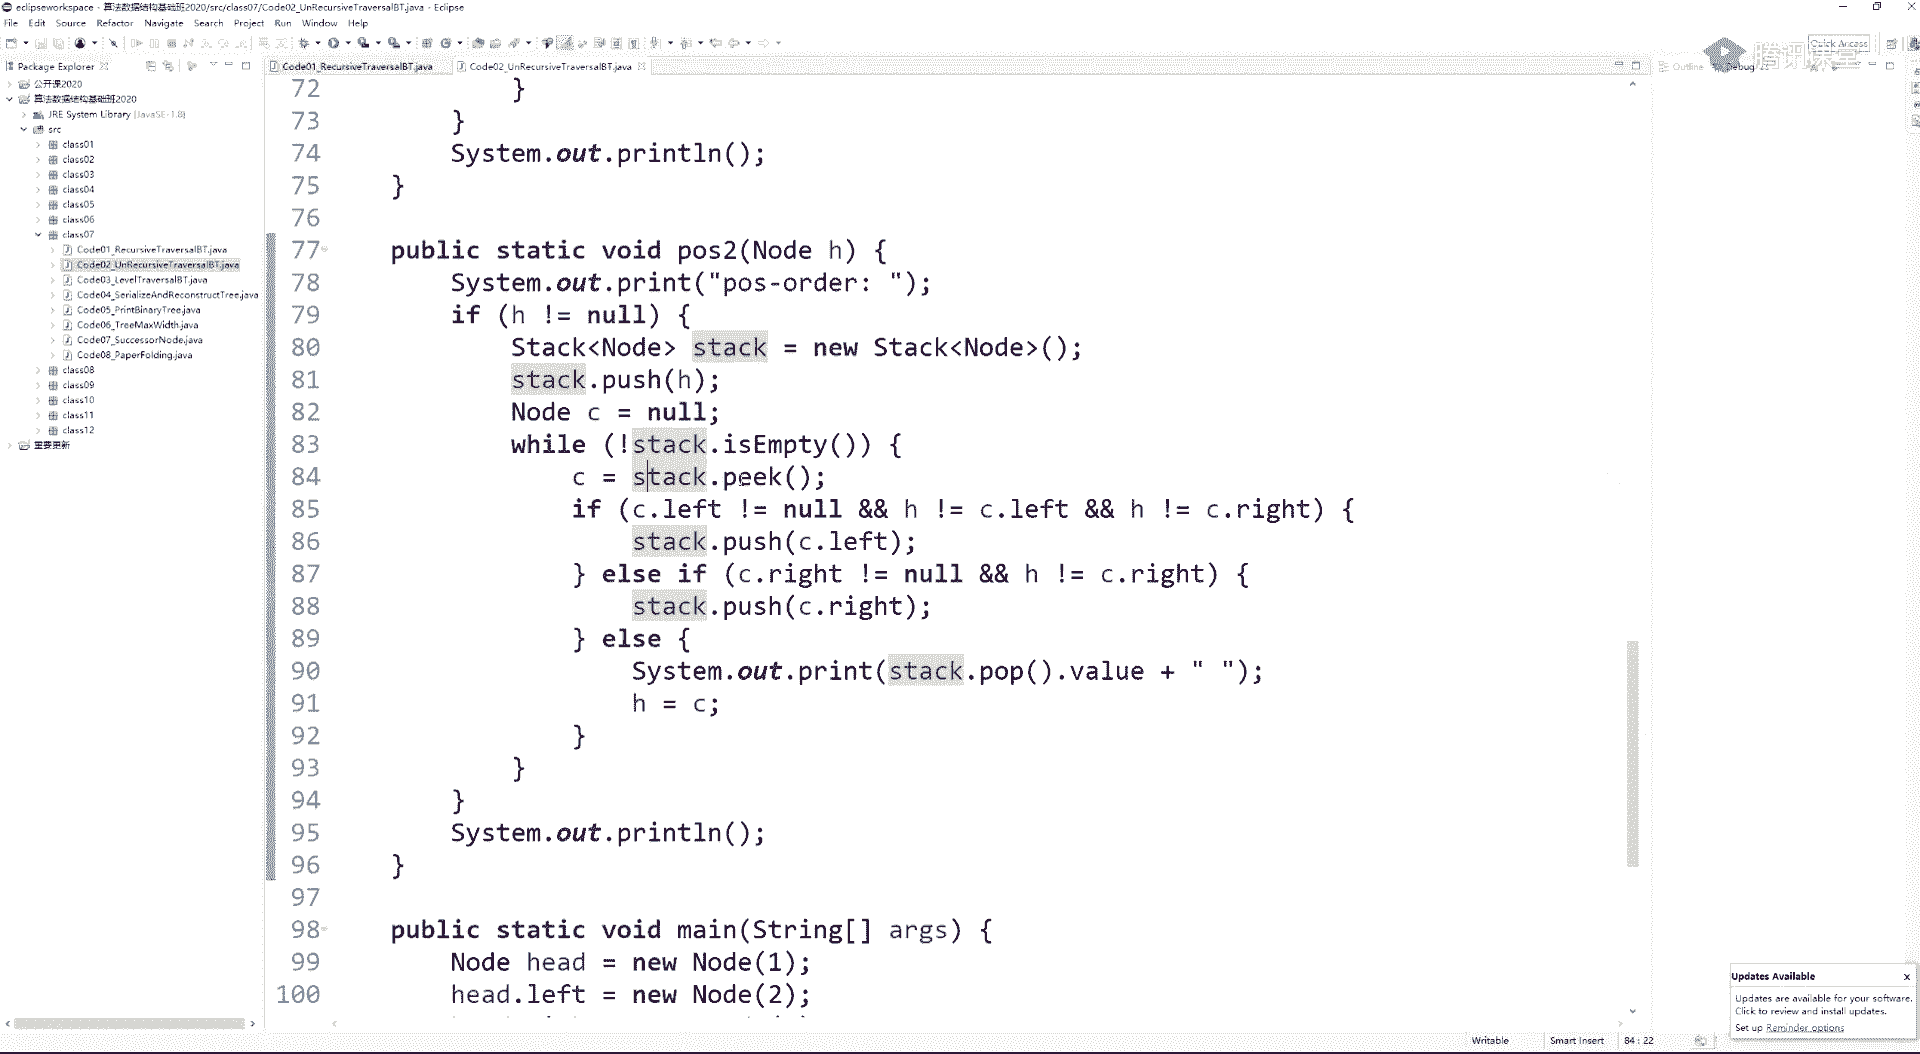 eclipseworkspace - 算法数据结构基础班2020/src/class07/Code02_UnRecursiveTraversalBT.java - Eclipse
File Edit Source Refactor Navigate Search Project Run Window Help
Quick Access
腾讯课堂
Package Explorer
Code01_RecursiveTraversalBT.java
Code02_UnRecursiveTraversalBT.java
Outline
Debug
公开课2020
算法数据结构基础班2020
JRE System Library [JavaSE-1.8]
src
class01
class02
class03
class04
class05
class06
class07
Code01_RecursiveTraversalBT.java
Code02_UnRecursiveTraversalBT.java
Code03_LevelTraversalBT.java
Code04_SerializeAndReconstructTree.java
Code05_PrintBinaryTree.java
Code06_TreeMaxWidth.java
Code07_SuccessorNode.java
Code08_PaperFolding.java
class08
class09
class10
class11
class12
重要更新
72 }
73 }
74 System.out.println();
75 }
76
77 public static void pos2(Node h) {
78 System.out.print("pos-order: ");
79 if (h != null) {
80 Stack<Node> stack = new Stack<Node>();
81 stack.push(h);
82 Node c = null;
83 while (!stack.isEmpty()) {
84 c = stack.peek();
85 if (c.left != null && h != c.left && h != c.right) {
86 stack.push(c.left);
87 } else if (c.right != null && h != c.right) {
88 stack.push(c.right);
89 } else {
90 System.out.print(stack.pop().value + " ");
91 h = c;
92 }
93 }
94 }
95 System.out.println();
96 }
97
98 public static void main(String[] args) {
99 Node head = new Node(1);
100 head.left = new Node(2);
Updates Available
Updates are available for your software.
Click to review and install updates.
Set up Reminder options
Writable
Smart Insert
84 : 22